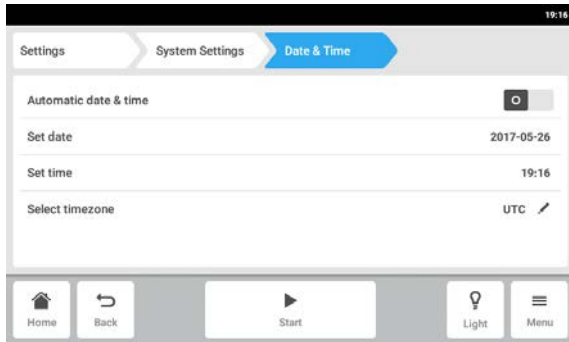 19:16
Settings System Settings Date & Time
Automatic date & time O
Set date 2017-05-26
Set time 19:16
Select timezone UTC
Home Back Start Light Menu